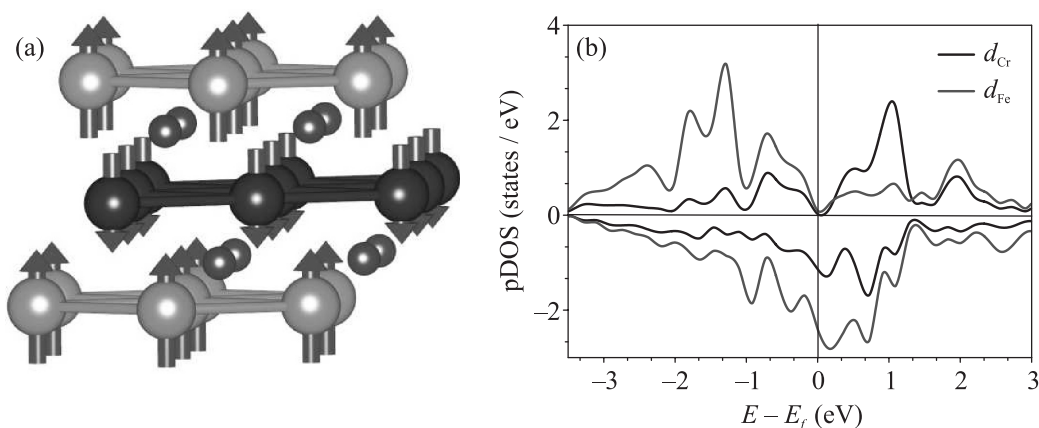 (a)
(b)
4
2
0
−2
pDOS (states / eV)
d_Cr
d_Fe
−3 −2 −1 0 1 2 3
E – E_f (eV)